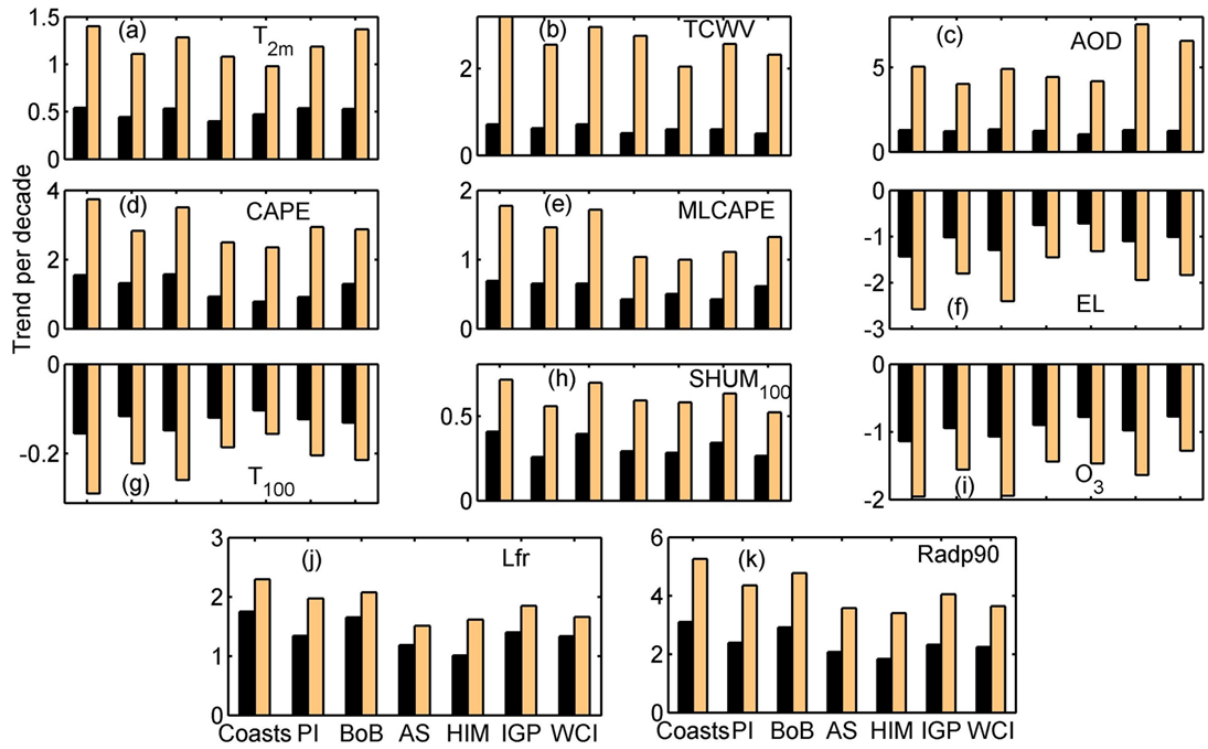 Trend per decade
1.5
1
0.5
0
(a)
T2m
2
0
(b)
TCWV
5
0
(c)
AOD
4
2
0
(d)
CAPE
2
1
0
(e)
MLCAPE
0
-1
-2
-3
(f)
EL
0
-0.2
(g)
T100
0.5
0
(h)
SHUM100
0
-1
-2
(i)
O3
3
2
1
0
(j)
Lfr
Coasts PI BoB AS HIM IGP WCI
6
4
2
0
(k)
Radp90
Coasts PI BoB AS HIM IGP WCI